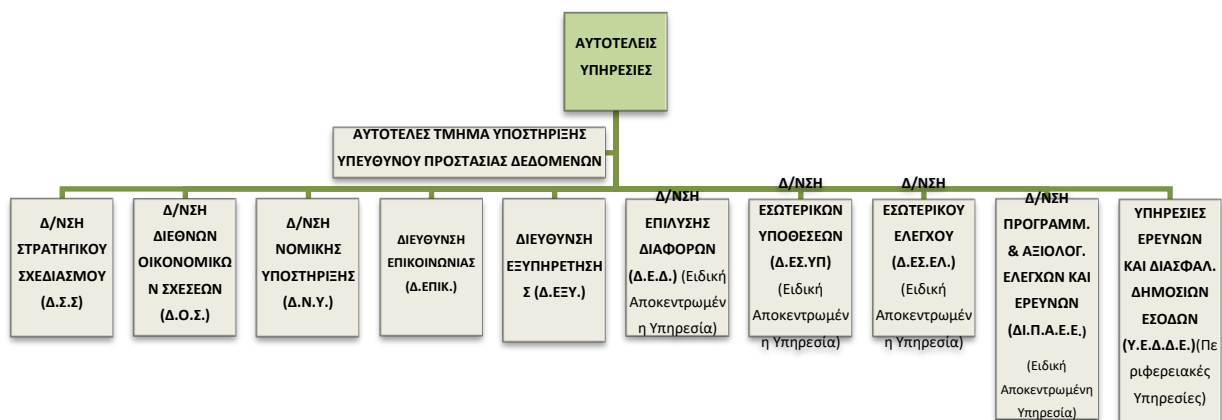 ΑΥΤΟΤΕΛΕΙΣ
ΥΠΗΡΕΣΙΕΣ
ΑΥΤΟΤΕΛΕΣ ΤΜΗΜΑ ΥΠΟΣΤΗΡΙΞΗΣ
ΥΠΕΥΘΥΝΟΥ ΠΡΟΣΤΑΣΙΑΣ ΔΕΔΟΜΕΝΩΝ
Δ/ΝΣΗ
ΣΤΡΑΤΗΓΙΚΟΥ
ΣΧΕΔΙΑΣΜΟΥ
(Δ.Σ.Σ)
Δ/ΝΣΗ
ΔΙΕΘΝΩΝ
ΟΙΚΟΝΟΜΙΚΩ
Ν ΣΧΕΣΕΩΝ
(Δ.Ο.Σ.)
Δ/ΝΣΗ
ΝΟΜΙΚΗΣ
ΥΠΟΣΤΗΡΙΞΗΣ
(Δ.Ν.Υ.)
ΔΙΕΥΘΥΝΣΗ
ΕΠΙΚΟΙΝΩΝΙΑΣ
(Δ.ΕΠΙΚ.)
ΔΙΕΥΘΥΝΣΗ
ΕΞΥΠΗΡΕΤΗΣΗ
Σ (Δ.ΕΞΥ.)
Δ/ΝΣΗ
ΕΠΙΛΥΣΗΣ
ΔΙΑΦΟΡΩΝ
(Δ.Ε.Δ.) (Ειδική
Αποκεντρωμέν
η Υπηρεσία)
Δ/ΝΣΗ
ΕΣΩΤΕΡΙΚΩΝ
ΥΠΟΘΕΣΕΩΝ
(Δ.ΕΣ.ΥΠ)
(Ειδική
Αποκεντρωμέν
η Υπηρεσία)
Δ/ΝΣΗ
ΕΣΩΤΕΡΙΚΟΥ
ΕΛΕΓΧΟΥ
(Δ.ΕΣ.ΕΛ.)
(Ειδική
Αποκεντρωμέν
η Υπηρεσία)
Δ/ΝΣΗ
ΠΡΟΓΡΑΜΜ.
& ΑΞΙΟΛΟΓ.
ΕΛΕΓΧΩΝ ΚΑΙ
ΕΡΕΥΝΩΝ
(ΔΙ.Π.Α.Ε.Ε.)
(Ειδική
Αποκεντρωμένη
Υπηρεσία)
ΥΠΗΡΕΣΙΕΣ
ΕΡΕΥΝΩΝ
ΚΑΙ ΔΙΑΣΦΑΛ.
ΔΗΜΟΣΙΩΝ
ΕΣΟΔΩΝ
(Υ.Ε.Δ.Δ.Ε.)(Πε
ριφερειακές
Υπηρεσίες)